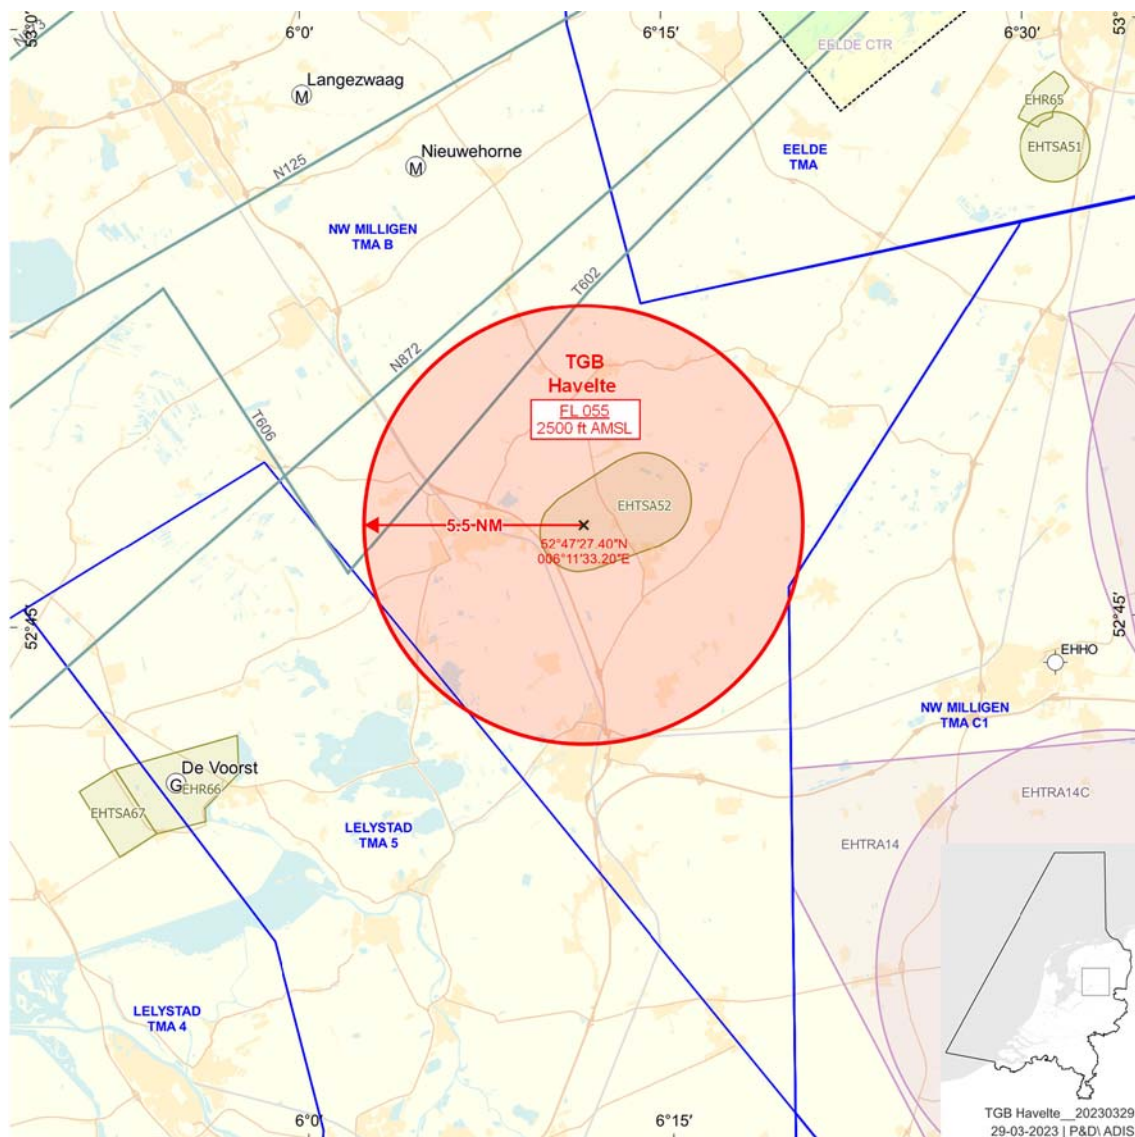 53°0'
6°0'
6°15'
6°30'
EELDE CTR
Langezwaag
M
EHR65
N125
Nieuwehorne
M
EELDE
TMA
EHTSA51
NW MILLIGEN
TMA B
T602
N872
TGB
Havelte
FL 055
2500 ft AMSL
T606
EHTSA52
5.5 NM
52°47'27.40"N
006°11'33.20"E
52°45'
52°45'
EHHO
NW MILLIGEN
TMA C1
De Voorst
G
EHR66
EHTSA67
EHTRA14C
LELYSTAD
TMA 5
EHTRA14
LELYSTAD
TMA 4
6°0'
6°15'
TGB Havelte__20230329
29-03-2023 | P&D\ ADIS